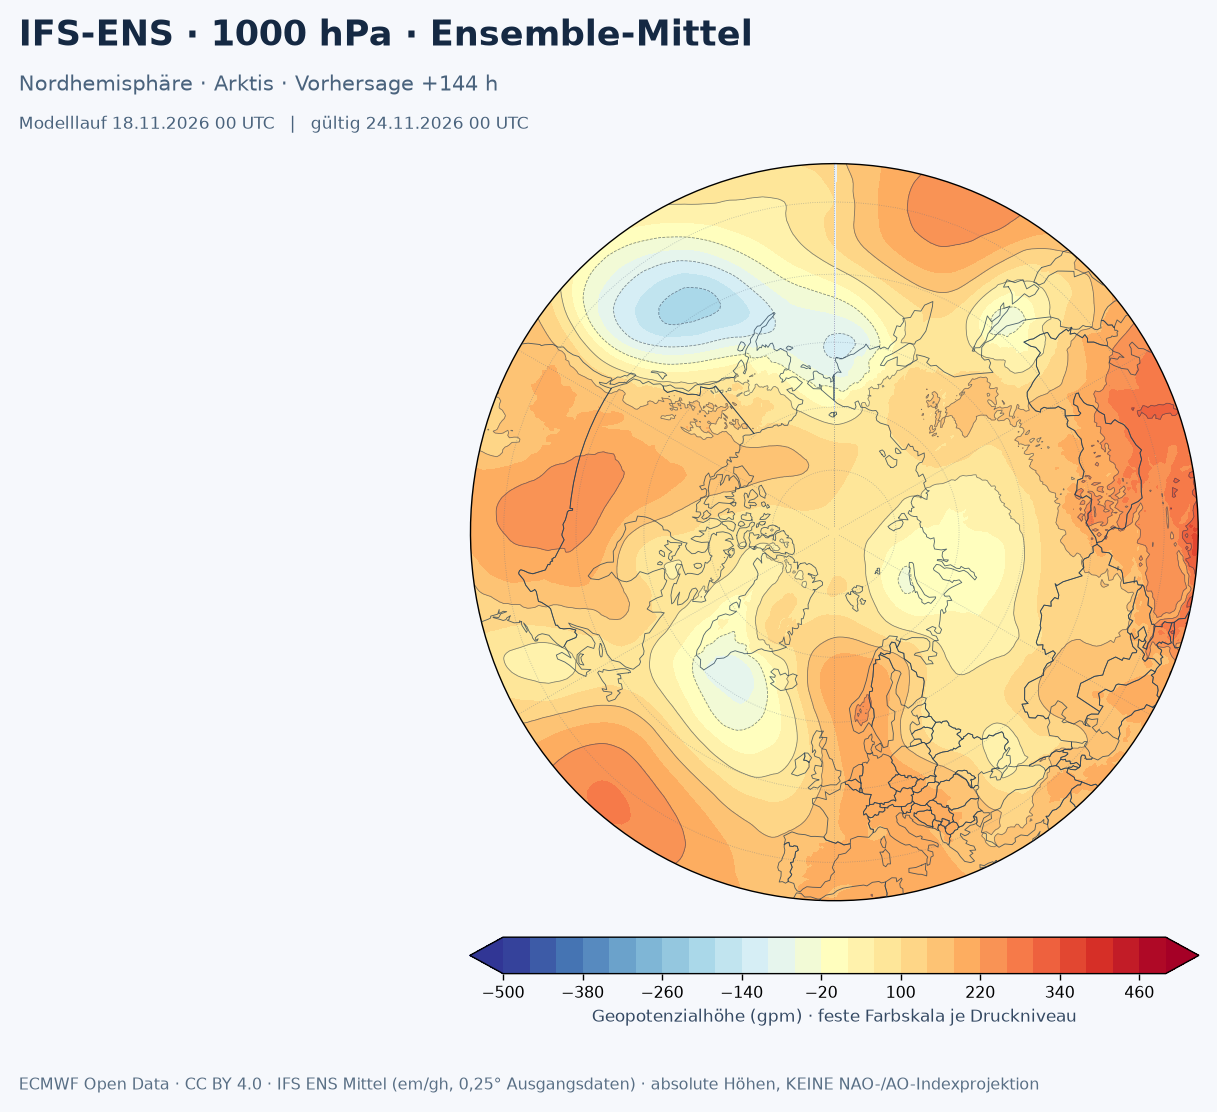 IFS-ENS · 1000 hPa · Ensemble-Mittel
Nordhemisphäre · Arktis · Vorhersage +144 h
Modelllauf 18.11.2026 00 UTC | gültig 24.11.2026 00 UTC
−500 −380 −260 −140 −20 100 220 340 460
Geopotenzialhöhe (gpm) · feste Farbskala je Druckniveau
ECMWF Open Data · CC BY 4.0 · IFS ENS Mittel (em/gh, 0,25° Ausgangsdaten) · absolute Höhen, KEINE NAO-/AO-Indexprojektion